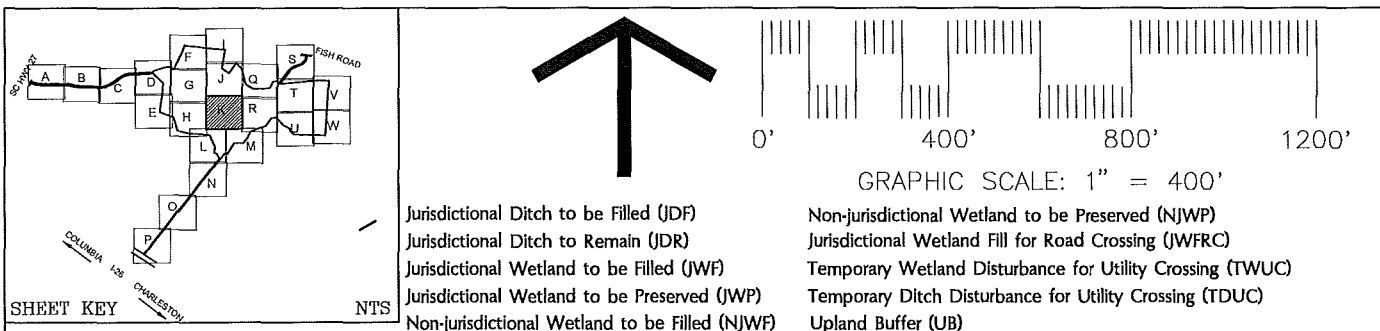 SC HWY 27
A
B
C
D
E
F
G
H
J
K
L
M
N
O
P
Q
R
S
T
U
V
W
FISH ROAD
COLUMBIA
I-26
CHARLESTON
SHEET KEY
NTS
0'
400'
800'
1200'
GRAPHIC SCALE: 1" = 400'
Jurisdictional Ditch to be Filled (JDF)
Jurisdictional Ditch to Remain (JDR)
Jurisdictional Wetland to be Filled (JWF)
Jurisdictional Wetland to be Preserved (JWP)
Non-jurisdictional Wetland to be Filled (NJWF)
Non-jurisdictional Wetland to be Preserved (NJWP)
Jurisdictional Wetland Fill for Road Crossing (JWFRC)
Temporary Wetland Disturbance for Utility Crossing (TWUC)
Temporary Ditch Disturbance for Utility Crossing (TDUC)
Upland Buffer (UB)